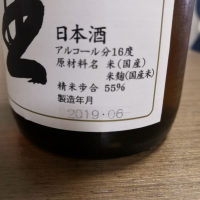 日本酒
アルコール分16度
原材料名 米(国産)
米麹(国産米)
精米歩合 55%
製造年月
2019.06